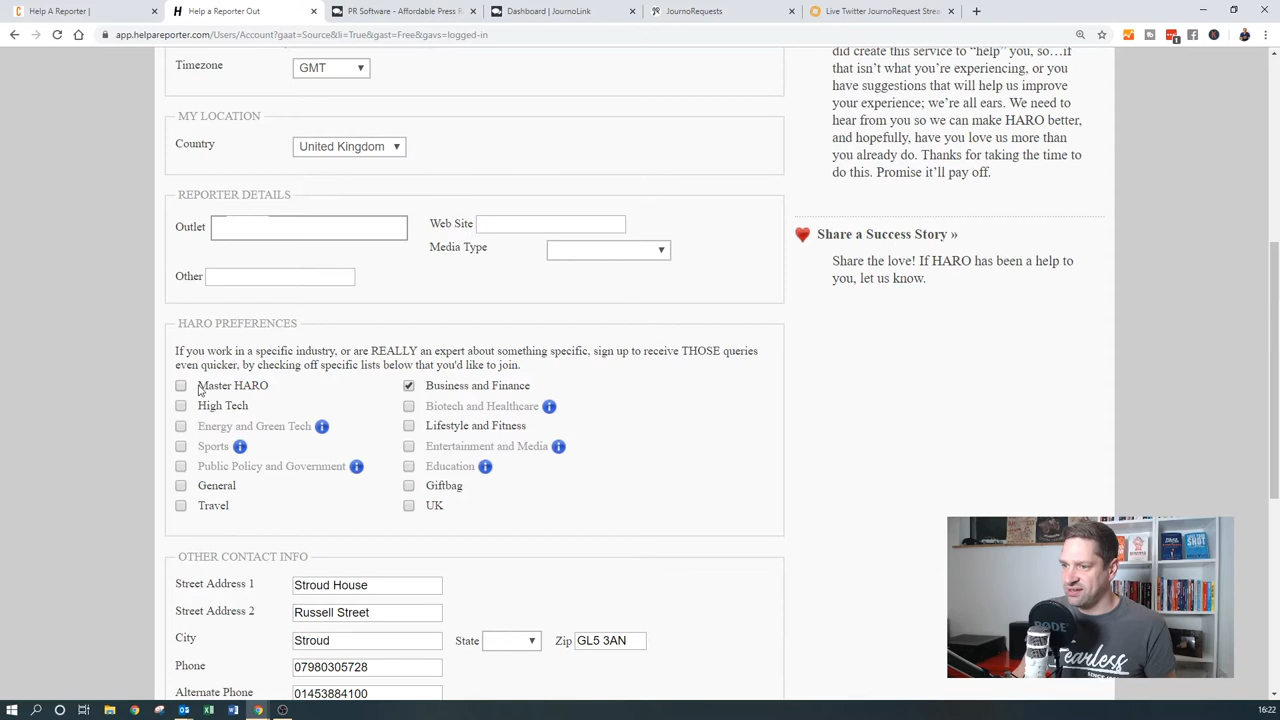 Help A Reporter |
Help a Reporter Out
PR Software - Affordable Press R
Dashboard | JournoLink
JournoRequests
Live Twitter JournoRequest Strea
app.helpareporter.com/Users/Account?gaat=Source&li=True&gast=Free&gavs=logged-in
Timezone
GMT
MY LOCATION
Country
United Kingdom
REPORTER DETAILS
Outlet
Web Site
Media Type
Other
HARO PREFERENCES
If you work in a specific industry, or are REALLY an expert about something specific, sign up to receive THOSE queries
even quicker, by checking off specific lists below that you'd like to join.
Master HARO
Business and Finance
High Tech
Biotech and Healthcare
Energy and Green Tech
Lifestyle and Fitness
Sports
Entertainment and Media
Public Policy and Government
Education
General
Giftbag
Travel
UK
OTHER CONTACT INFO
Street Address 1
Stroud House
Street Address 2
Russell Street
City
Stroud
State
Zip
GL5 3AN
Phone
07980305728
Alternate Phone
01453884100
did create this service to “help” you, so…if
that isn’t what you’re experiencing, or you
have suggestions that will help us improve
your experience; we’re all ears. We need to
hear from you so we can make HARO better,
and hopefully, have you love us more than
you already do. Thanks for taking the time to
do this. Promise it’ll pay off.
Share a Success Story »
Share the love! If HARO has been a help to
you, let us know.
RODE
earless
16:22